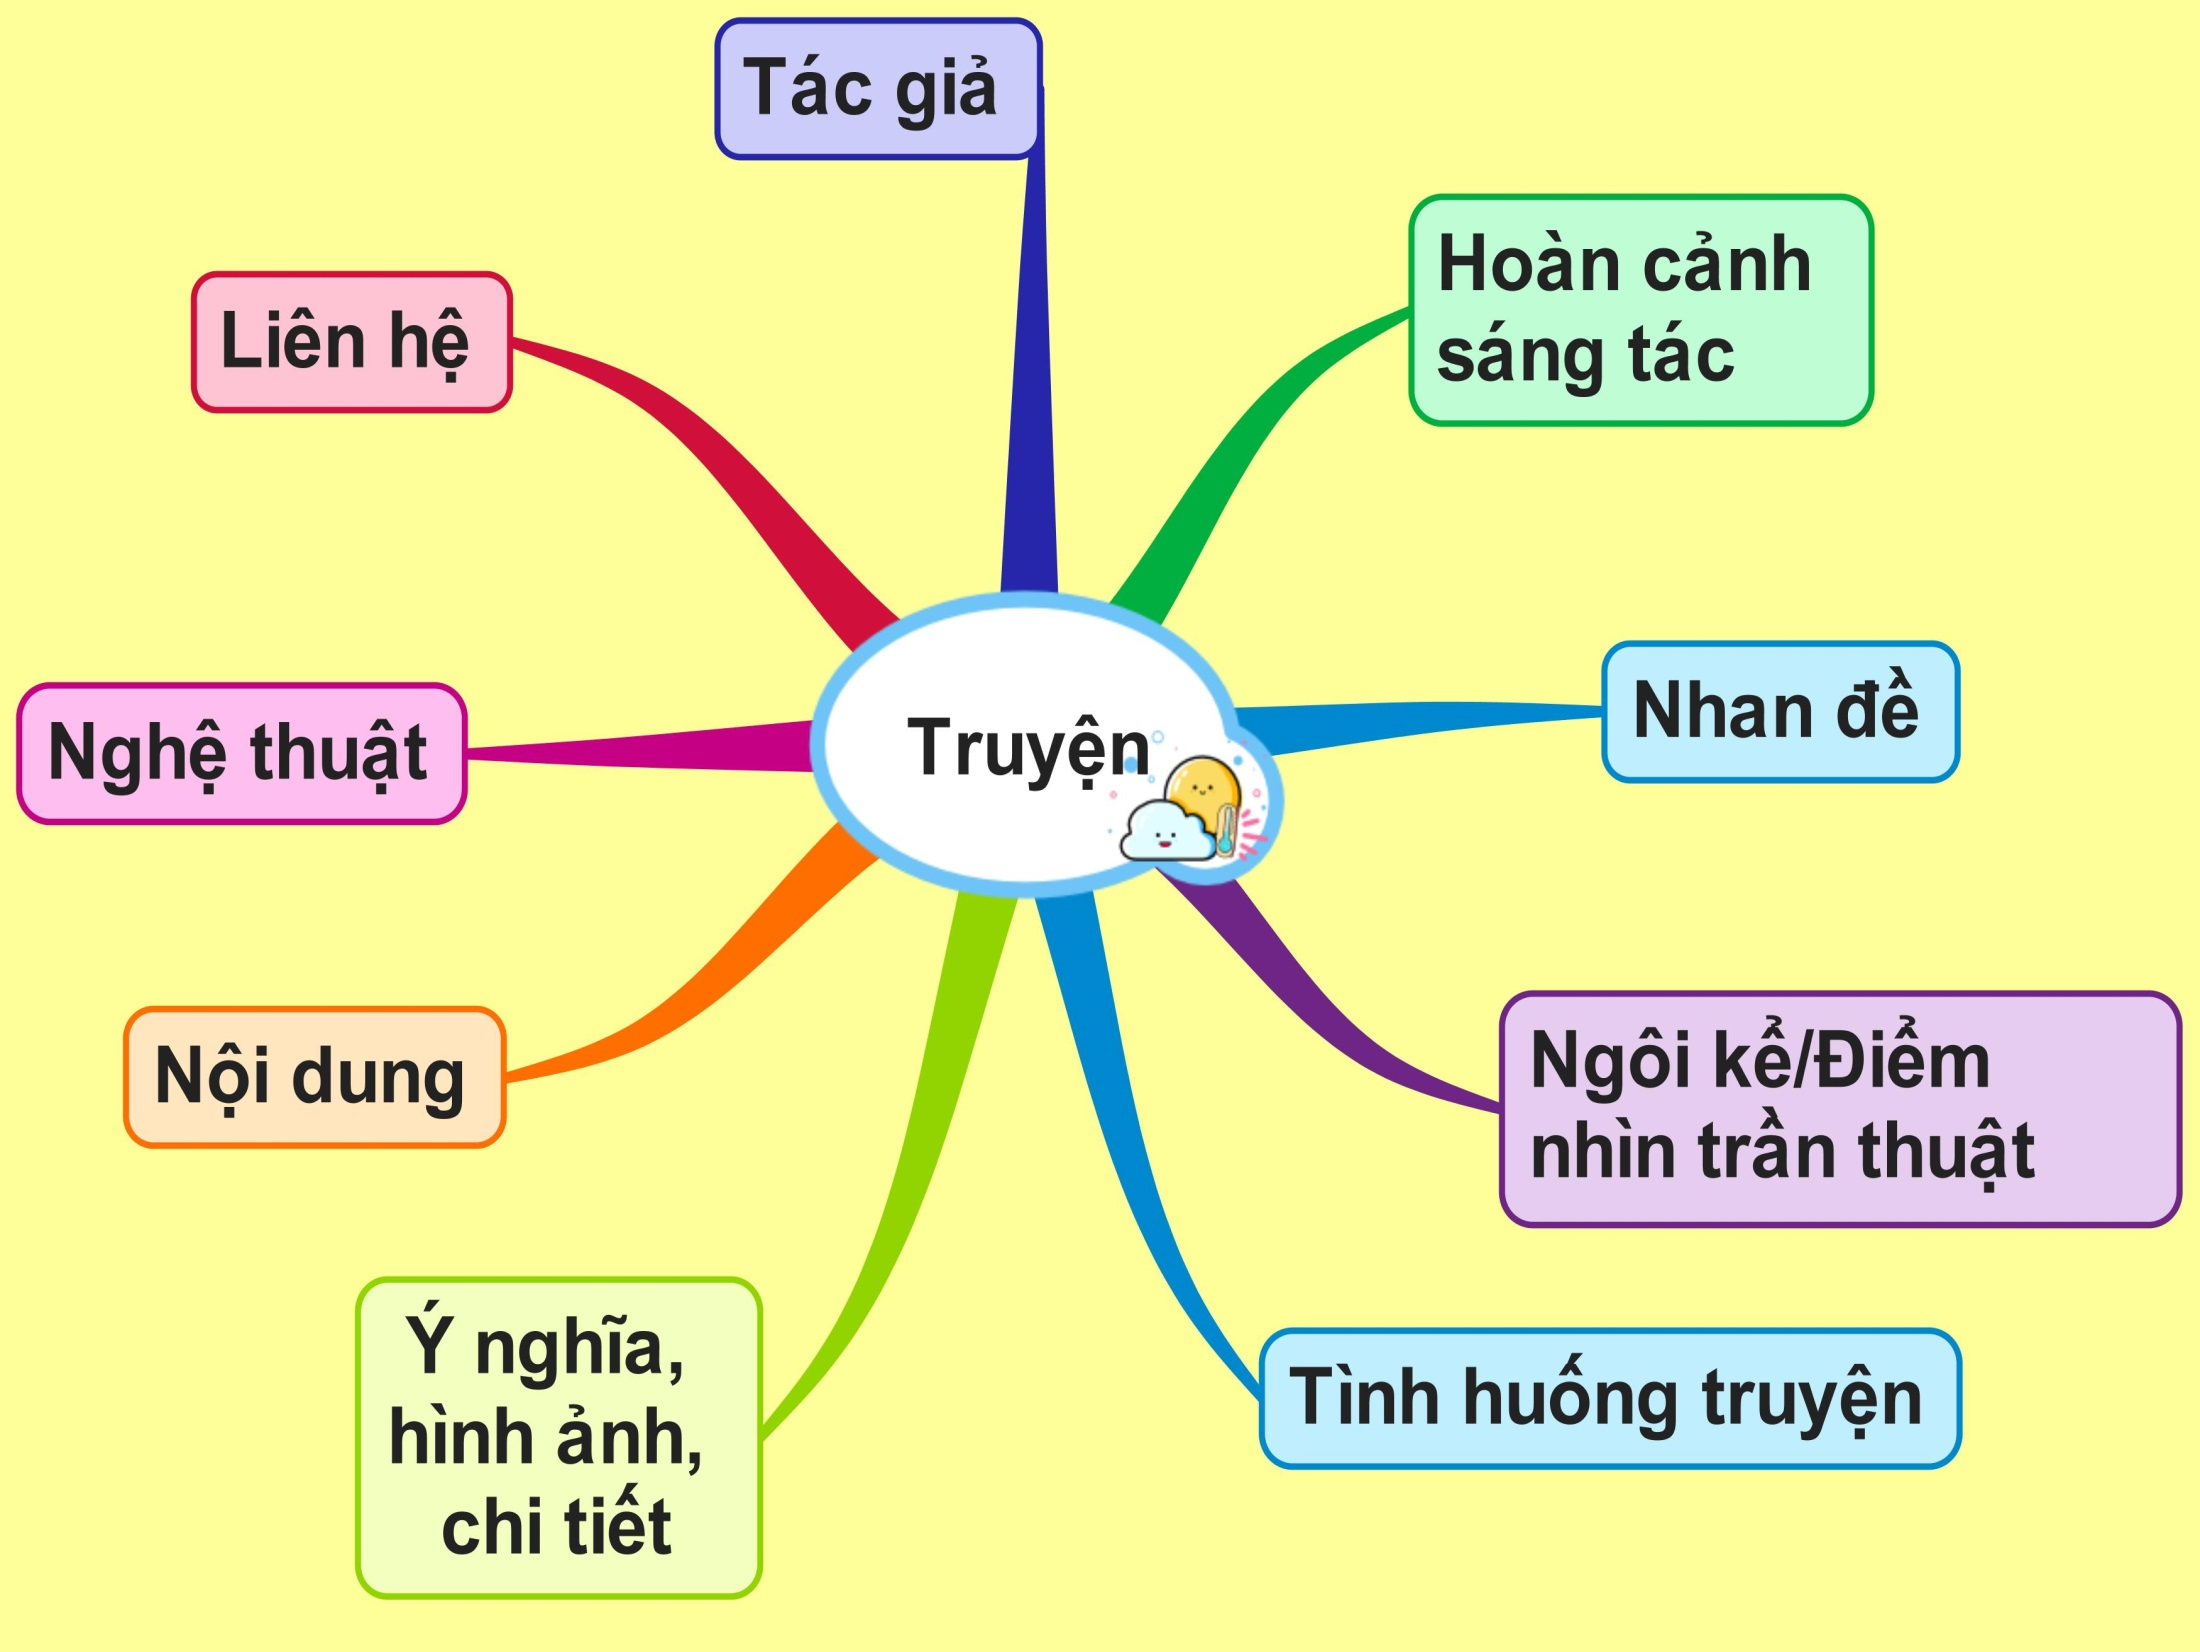 Tác giả
Hoàn cảnh
sáng tác
Liên hệ
Nhan đề
Nghệ thuật
Truyện
Ngôi kể/Điểm
nhìn trần thuật
Nội dung
Ý nghĩa,
hình ảnh,
chi tiết
Tình huống truyện